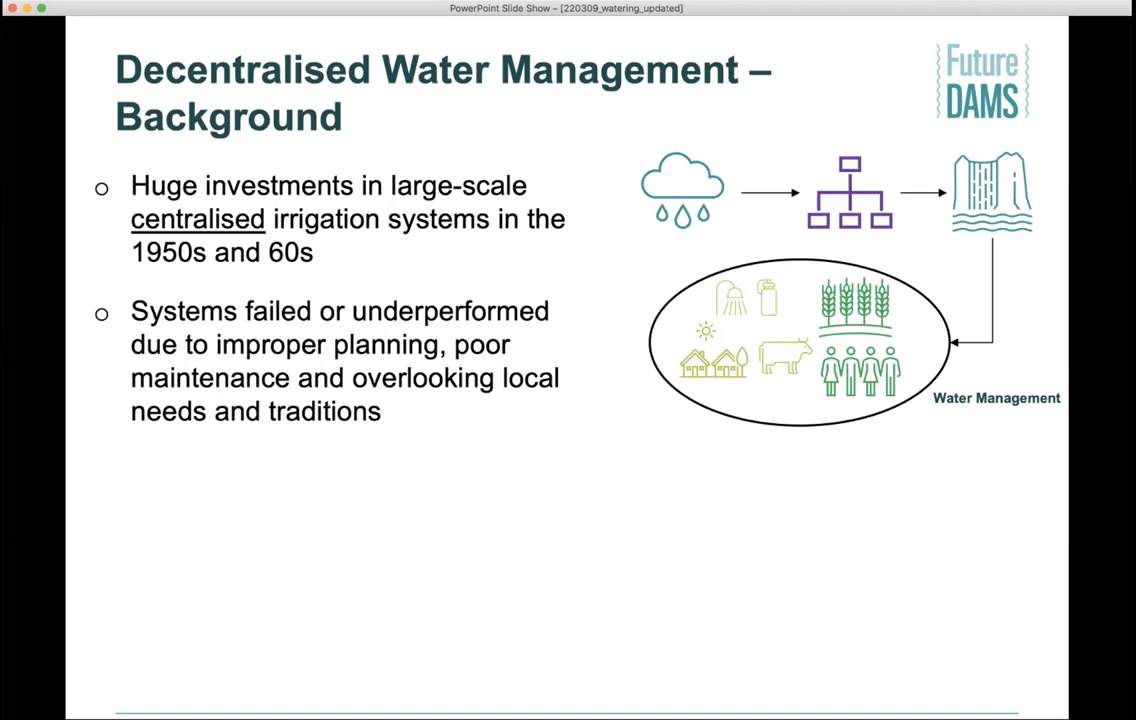 PowerPoint Slide Show – [220309_watering_updated]
Decentralised Water Management –
Background
Future
DAMS
Huge investments in large-scale
centralised irrigation systems in the
1950s and 60s
Systems failed or underperformed
due to improper planning, poor
maintenance and overlooking local
needs and traditions
Water Management